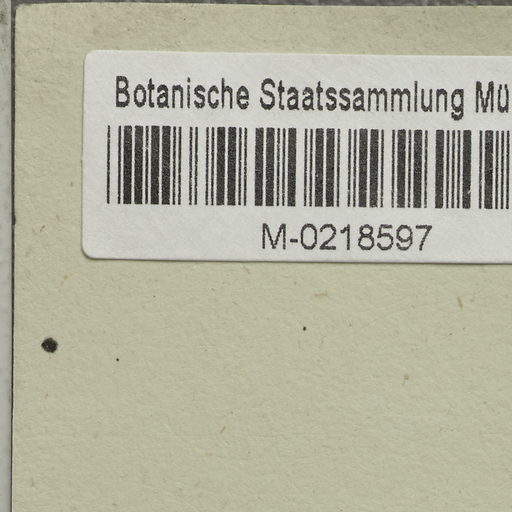 Botanische Staatssammlung Mü
M-0218597